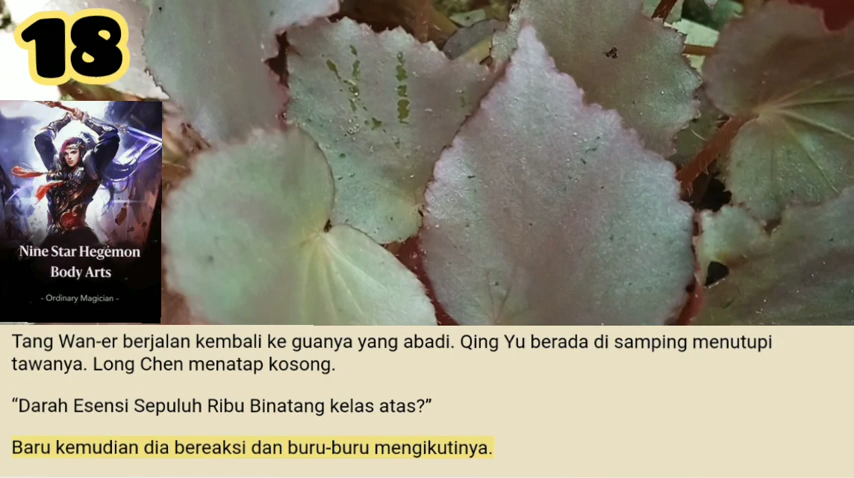 18
Nine Star Hegemon
Body Arts
- Ordinary Magician -
Tang Wan-er berjalan kembali ke guanya yang abadi. Qing Yu berada di samping menutupi
tawanya. Long Chen menatap kosong.
“Darah Esensi Sepuluh Ribu Binatang kelas atas?”
Baru kemudian dia bereaksi dan buru-buru mengikutinya.